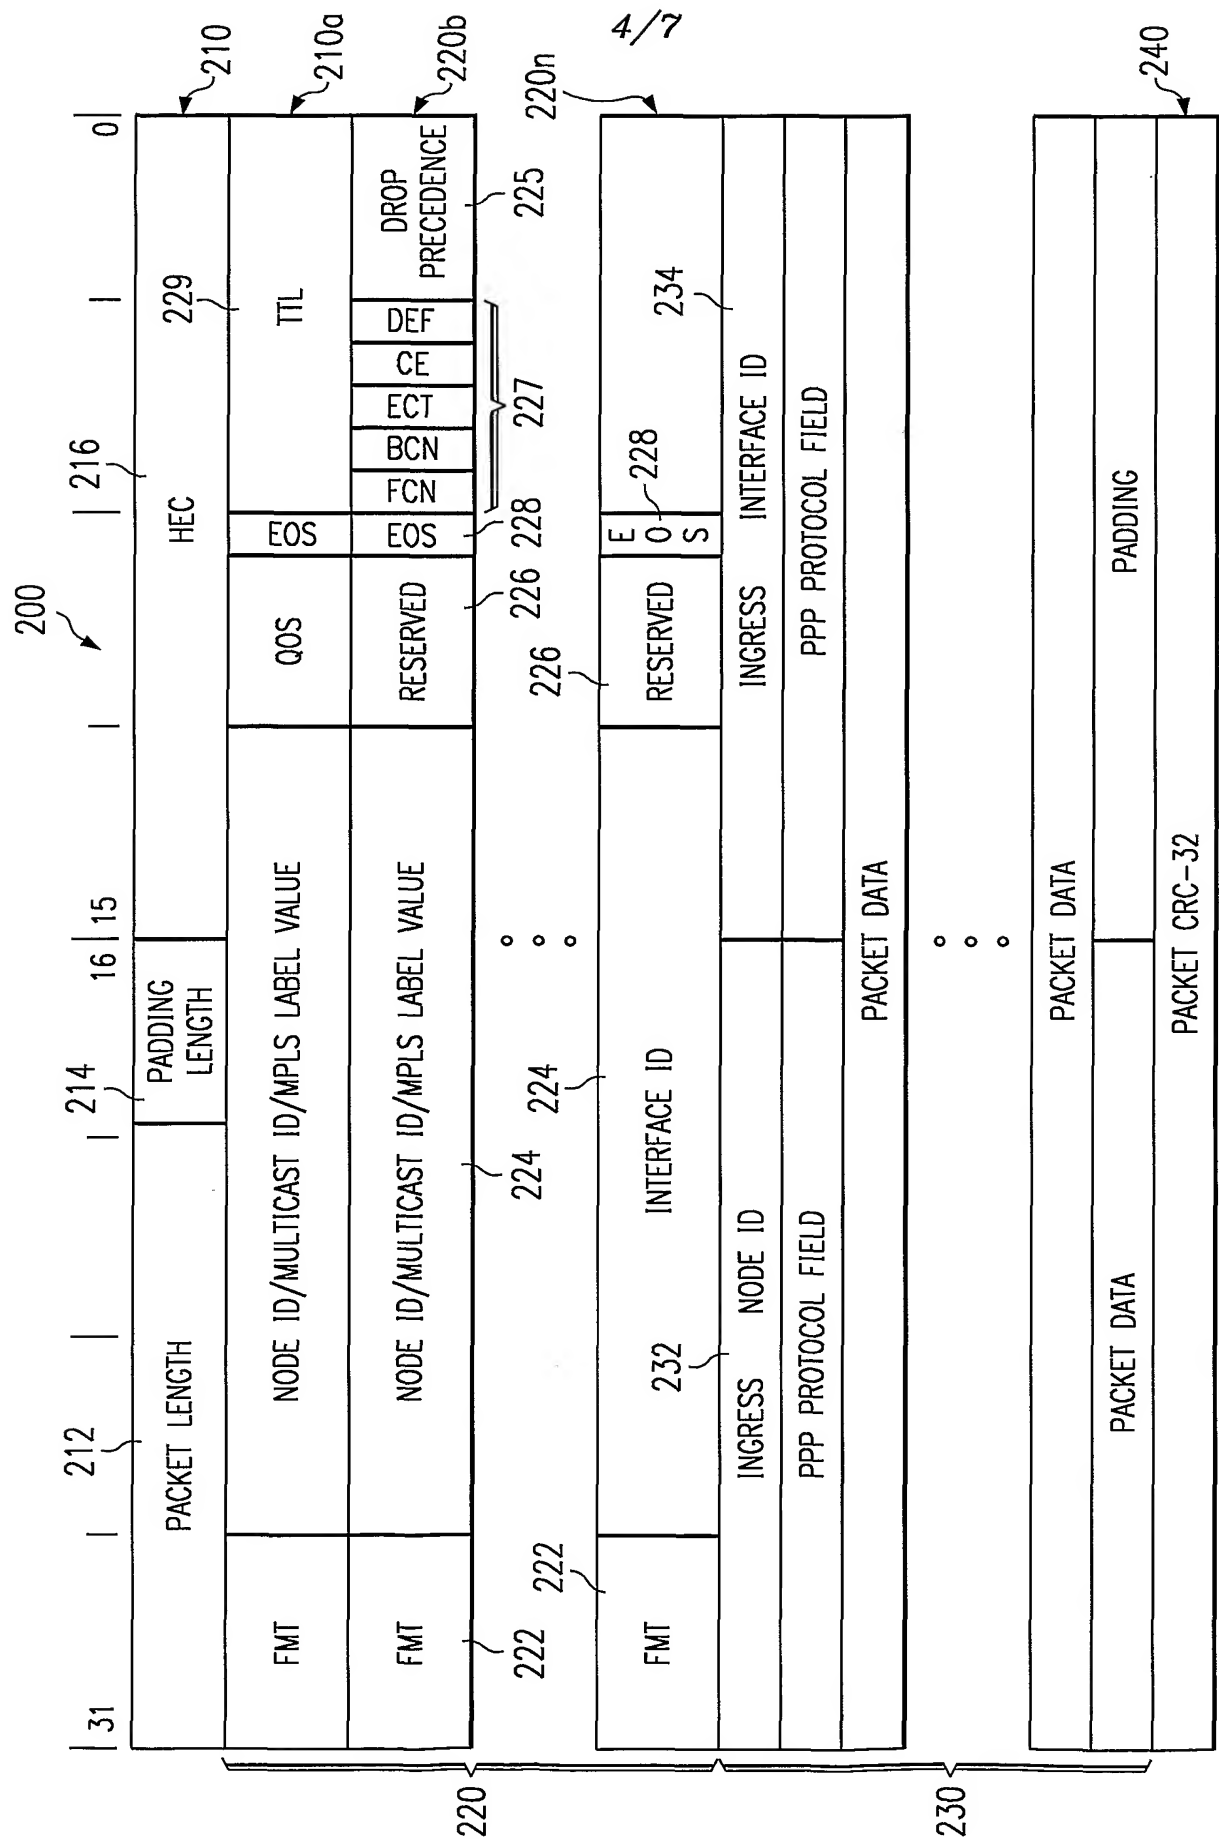 4/7
200
212
214
216
229
31
16
15
0
PACKET LENGTH
PADDING
LENGTH
HEC
210
FMT
NODE ID/MULTICAST ID/MPLS LABEL VALUE
QOS
EOS
TTL
210a
FMT
NODE ID/MULTICAST ID/MPLS LABEL VALUE
RESERVED
EOS
FCN
BCN
ECT
CE
DEF
DROP
PRECEDENCE
220b
222
224
226
228
227
225
220
222
224
226
220n
FMT
INTERFACE ID
RESERVED
E
O
S
228
232
234
INGRESS NODE ID
INGRESS INTERFACE ID
PPP PROTOCOL FIELD
PPP PROTOCOL FIELD
PACKET DATA
230
PACKET DATA
PACKET DATA
PADDING
PACKET CRC-32
240